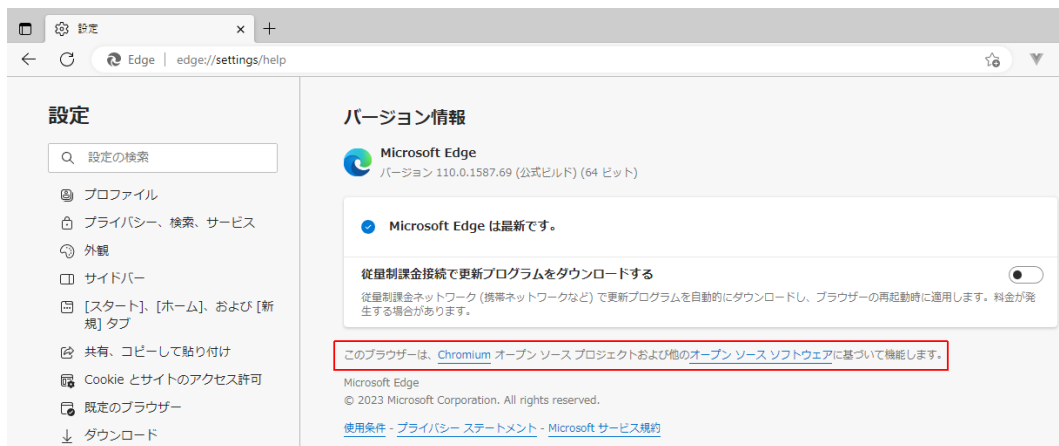 設定
Edge | edge://settings/help
設定
設定の検索
プロファイル
プライバシー、検索、サービス
外観
サイドバー
[スタート]、[ホーム]、および [新
規] タブ
共有、コピーして貼り付け
Cookie とサイトのアクセス許可
既定のブラウザー
ダウンロード
バージョン情報
Microsoft Edge
バージョン 110.0.1587.69 (公式ビルド) (64 ビット)
Microsoft Edge は最新です。
従量制課金接続で更新プログラムをダウンロードする
従量制課金ネットワーク (携帯ネットワークなど) で更新プログラムを自動的にダウンロードし、ブラウザーの再起動時に適用します。料金が発
生する場合があります。
このブラウザーは、Chromium オープン ソース プロジェクトおよび他のオープン ソース ソフトウェアに基づいて機能します。
Microsoft Edge
© 2023 Microsoft Corporation. All rights reserved.
使用条件 - プライバシー ステートメント - Microsoft サービス規約